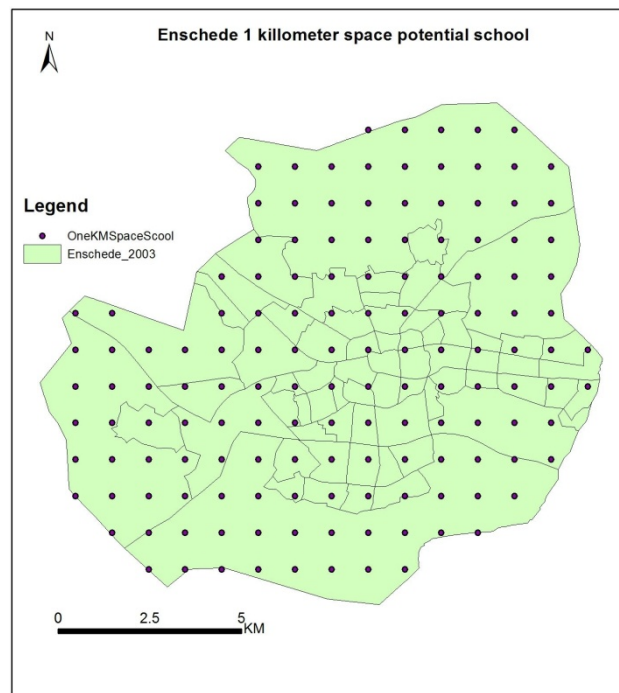 Enschede 1 killometer space potential school
N
Legend
OneKMSpaceScool
Enschede_2003
0 2.5 5
KM